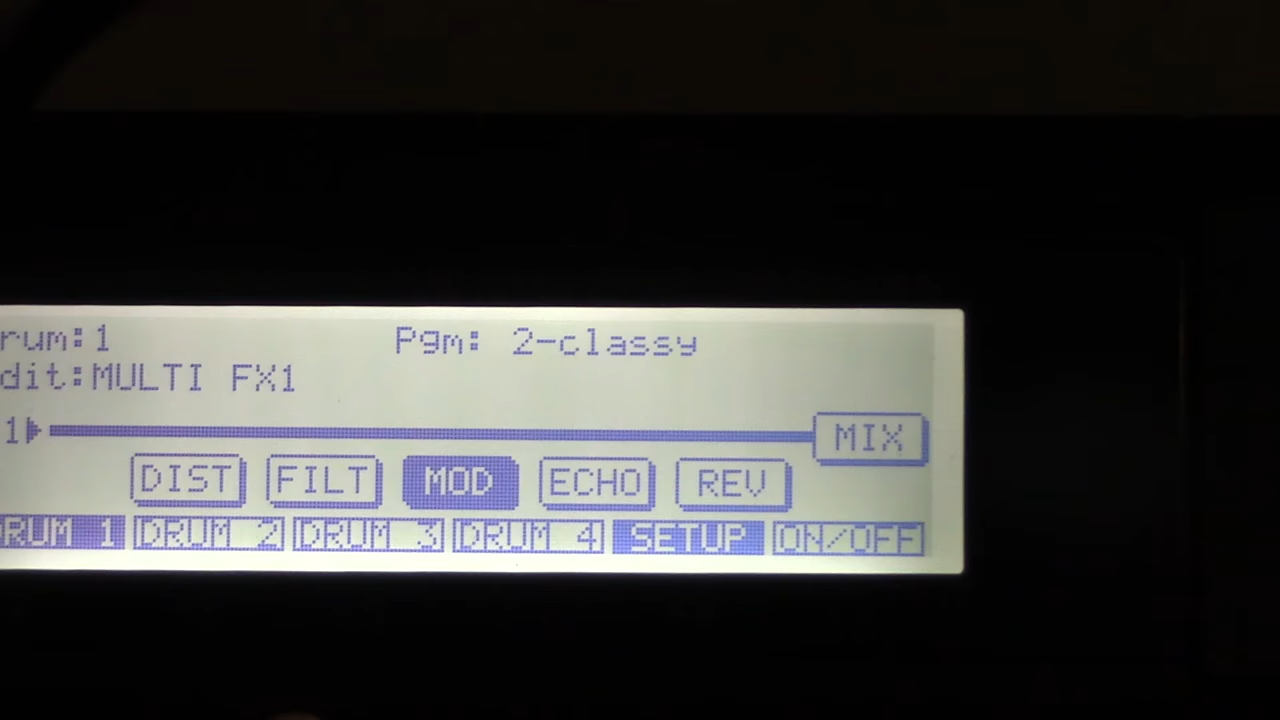 rum:1 Pgm: 2-classy
dit:MULTI FX1
1 MIX
DIST FILT MOD ECHO REV
DRUM 1 DRUM 2 DRUM 3 DRUM 4 SETUP ON/OFF